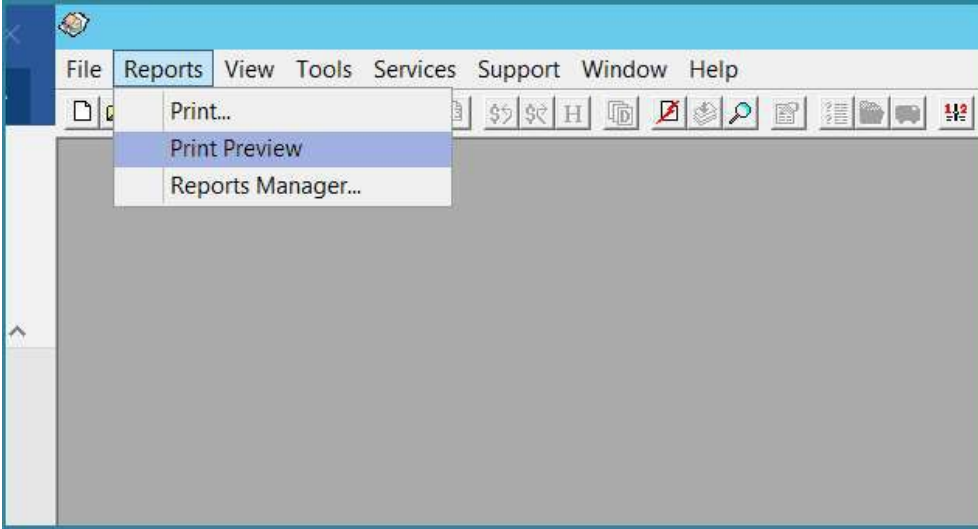 File Reports View Tools Services Support Window Help
Print...
Print Preview
Reports Manager...
H
D